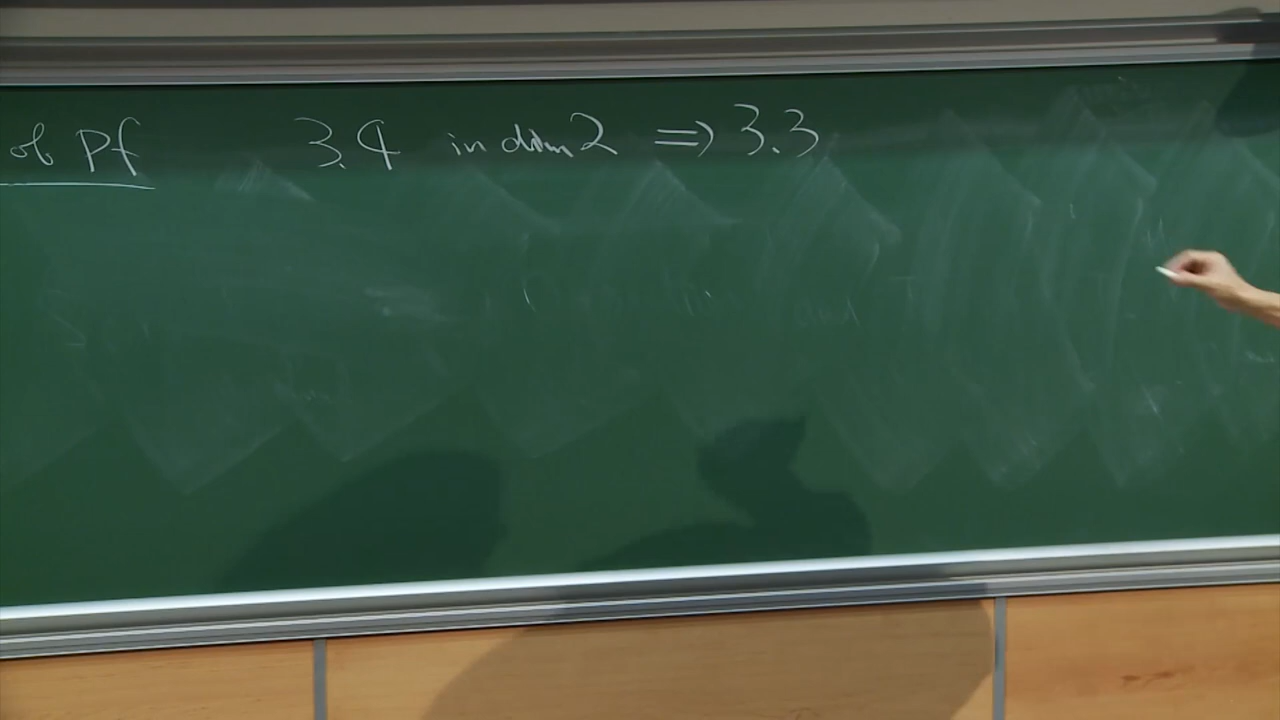 of Pf 3.4 in dim 2 ⇒ 3.3